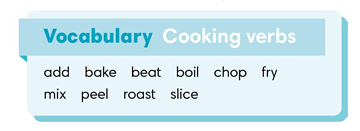 Vocabulary Cooking verbs
add bake beat boil chop fry
mix peel roast slice